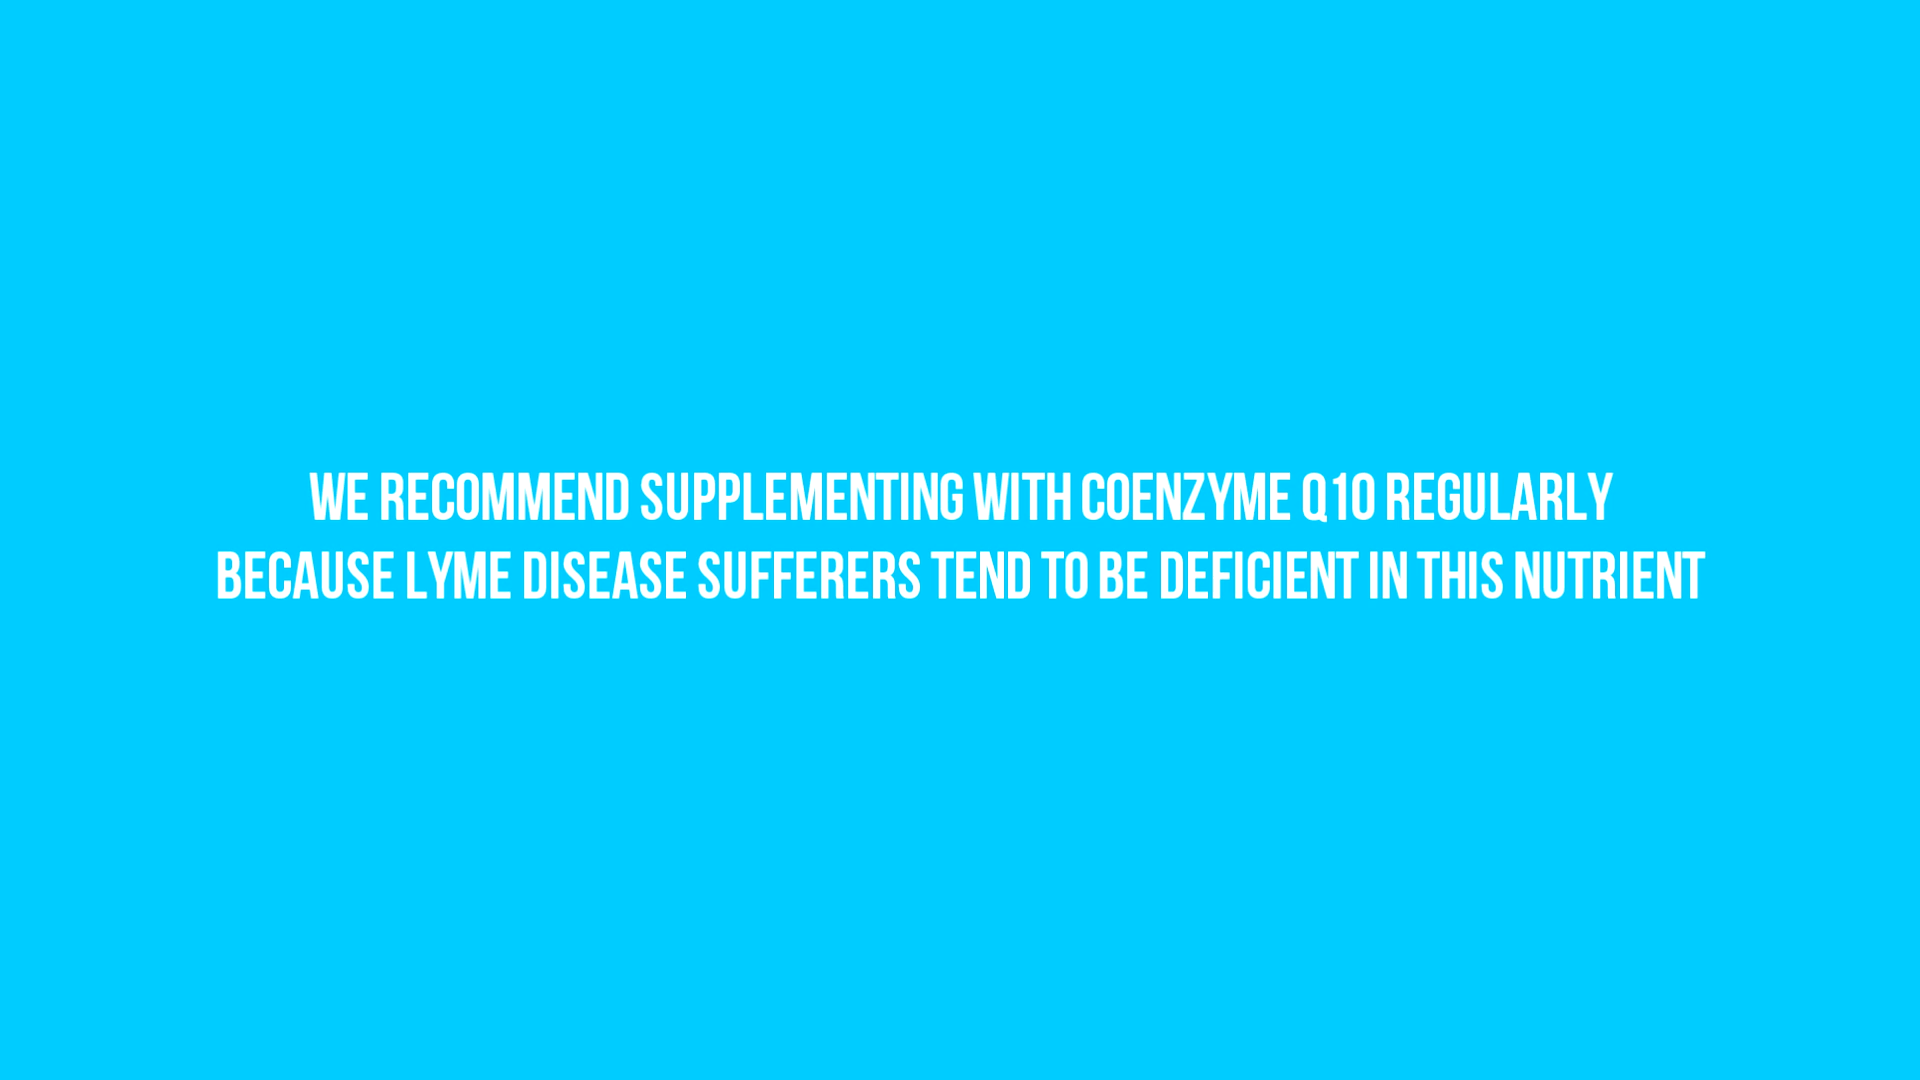 WE RECOMMEND SUPPLEMENTING WITH COENZYME Q10 REGULARLY
BECAUSE LYME DISEASE SUFFERERS TEND TO BE DEFICIENT IN THIS NUTRIENT